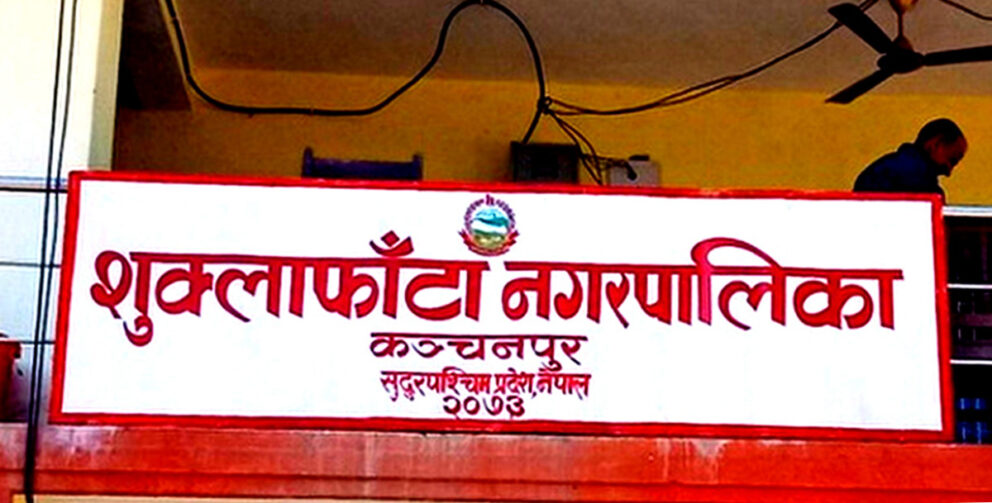 शुक्लाफाँटा नगरपालिका
कञ्चनपुर
सुदुरपश्चिम प्रदेश, नेपाल
२०७३